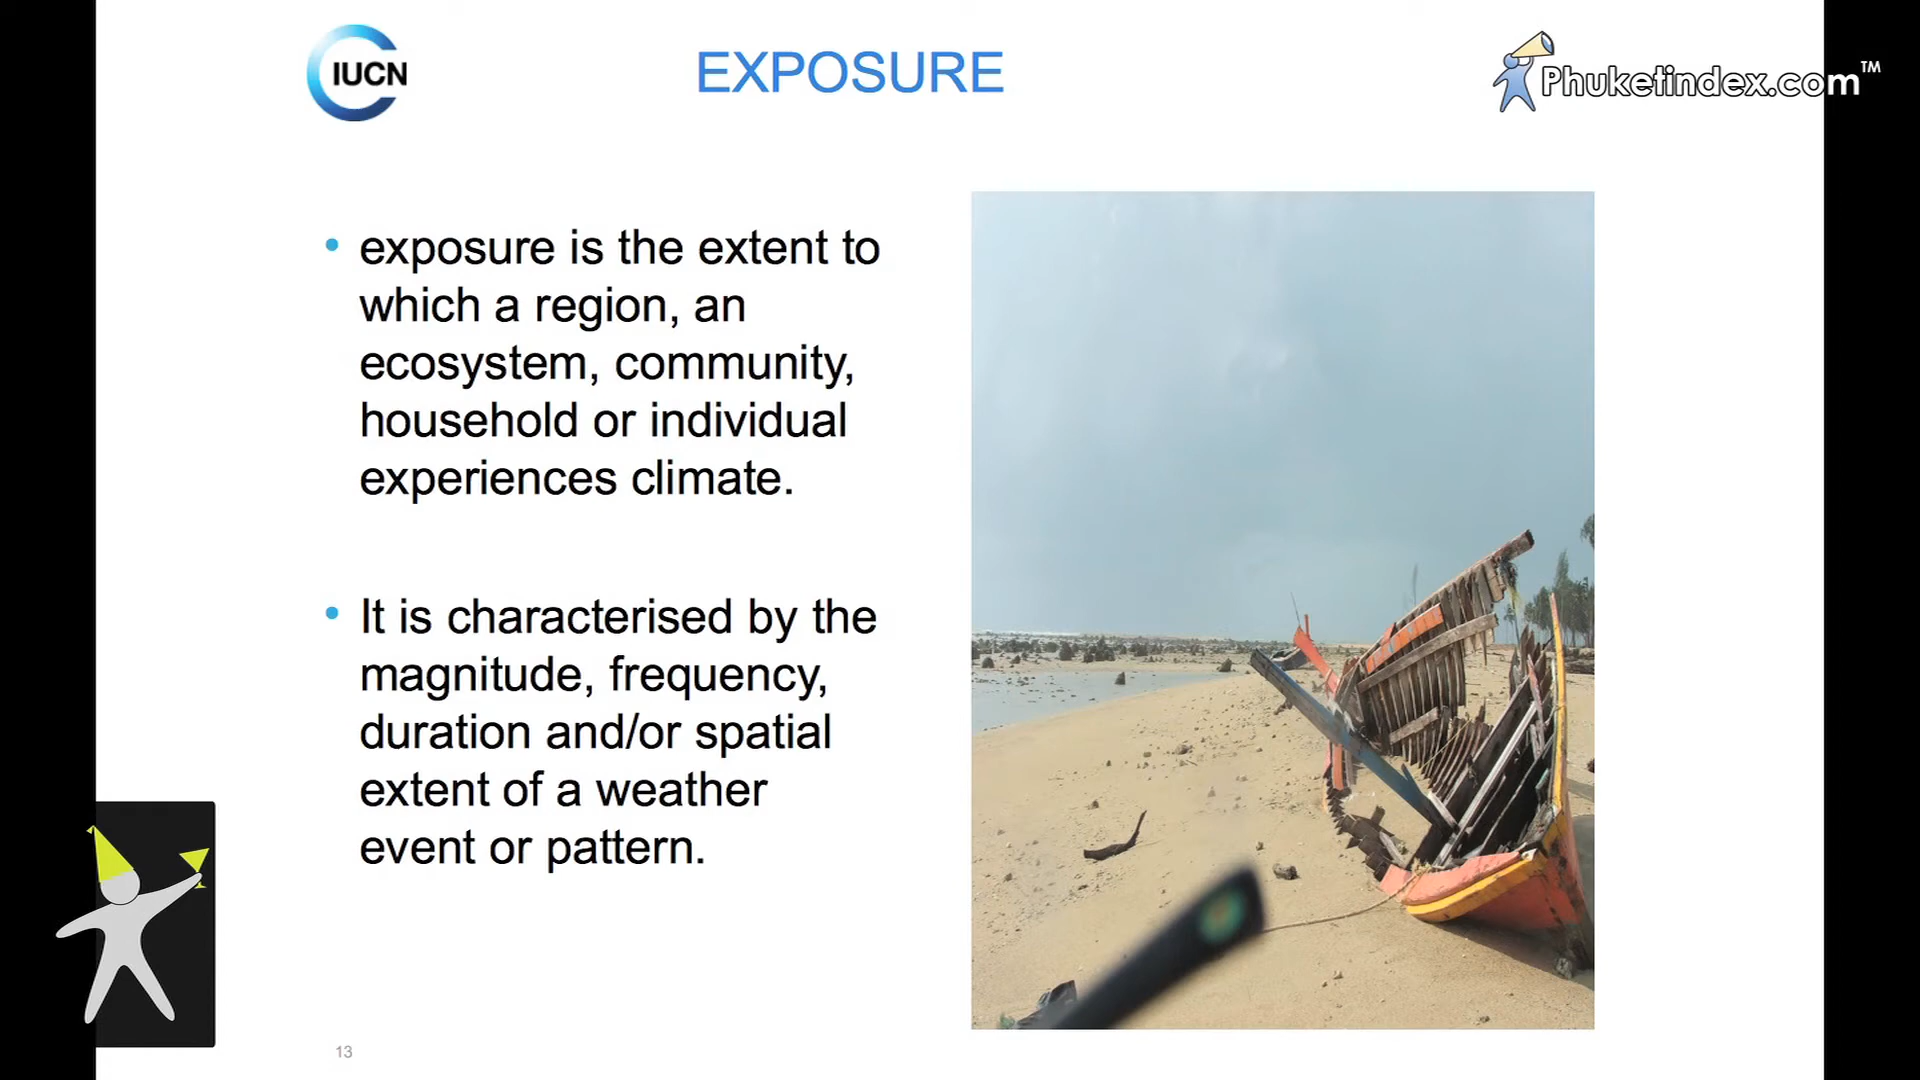 IUCN
EXPOSURE
Phuketindex.com™
• exposure is the extent to
which a region, an
ecosystem, community,
household or individual
experiences climate.
• It is characterised by the
magnitude, frequency,
duration and/or spatial
extent of a weather
event or pattern.
13